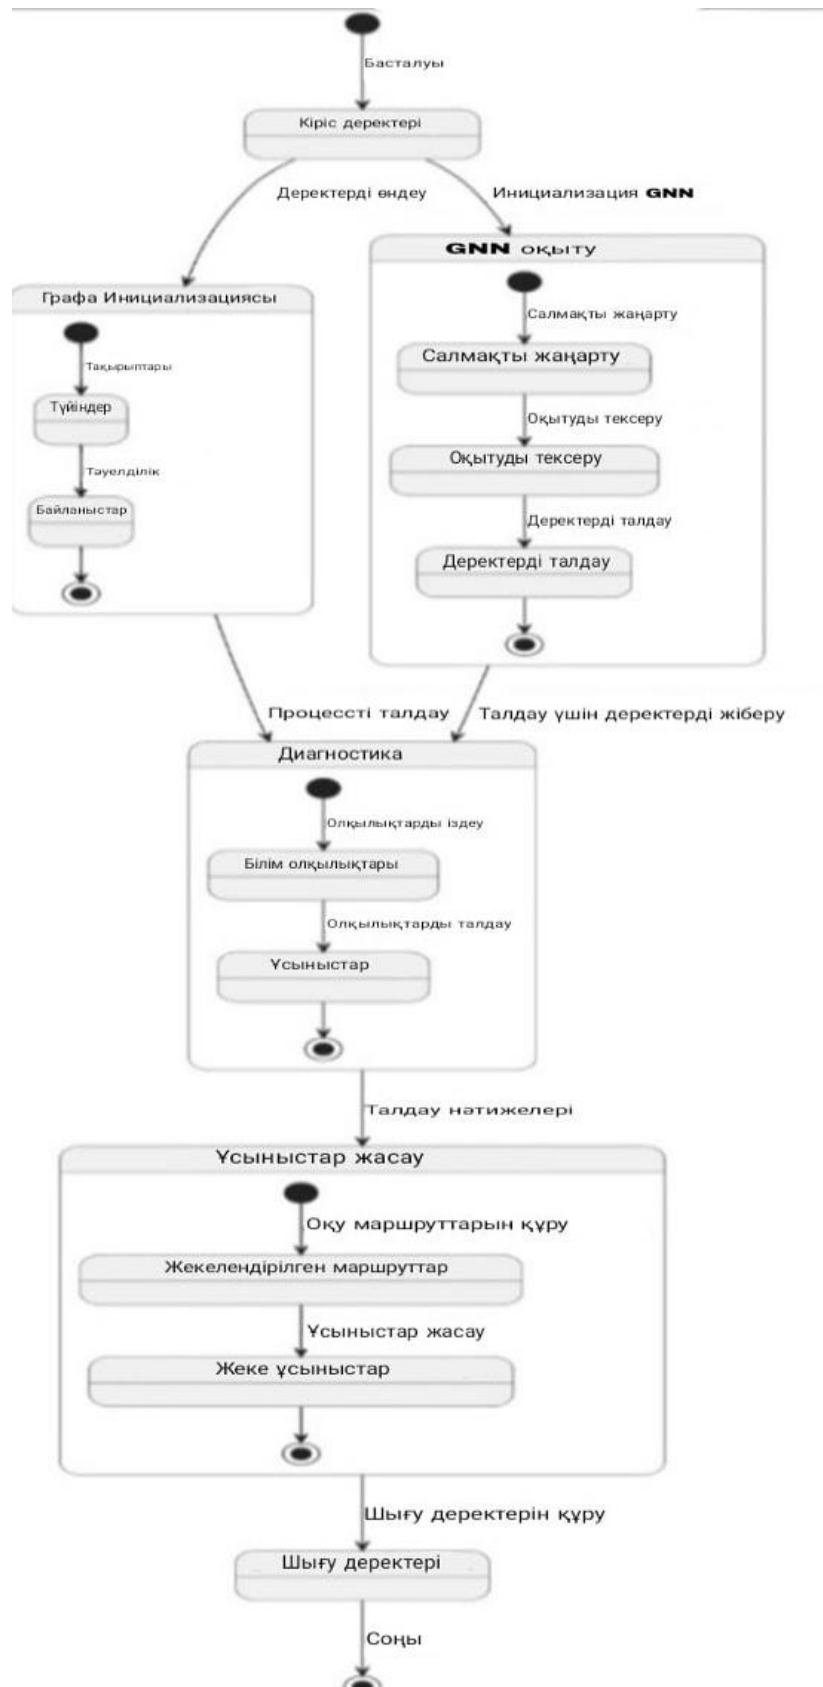 Басталуы
Кіріс деректері
Деректерді өндеу
Инициализация GNN
Графа Инициализациясы
Тақырыптары
Түйіндер
Тәуелділік
Байланыстар
GNN оқыту
Салмақты жаңарту
Салмақты жаңарту
Оқытуды тексеру
Оқытуды тексеру
Деректерді талдау
Деректерді талдау
Процессті талдау
Талдау үшін деректерді жіберу
Диагностика
Олқылықтарды іздеу
Білім олқылықтары
Олқылықтарды талдау
Ұсыныстар
Талдау нәтижелері
Ұсыныстар жасау
Оқу маршруттарын құру
Жекелендірілген маршруттар
Ұсыныстар жасау
Жеке ұсыныстар
Шығу деректерін құру
Шығу деректері
Соңы